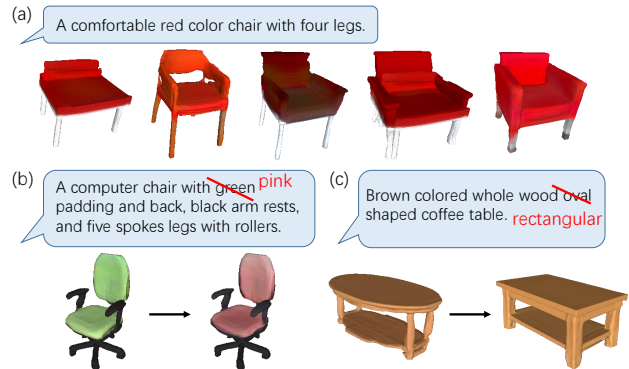 (a)
A comfortable red color chair with four legs.
(b)
A computer chair with green pink
padding and back, black arm rests,
and five spokes legs with rollers.
(c)
Brown colored whole wood oval
shaped coffee table. rectangular